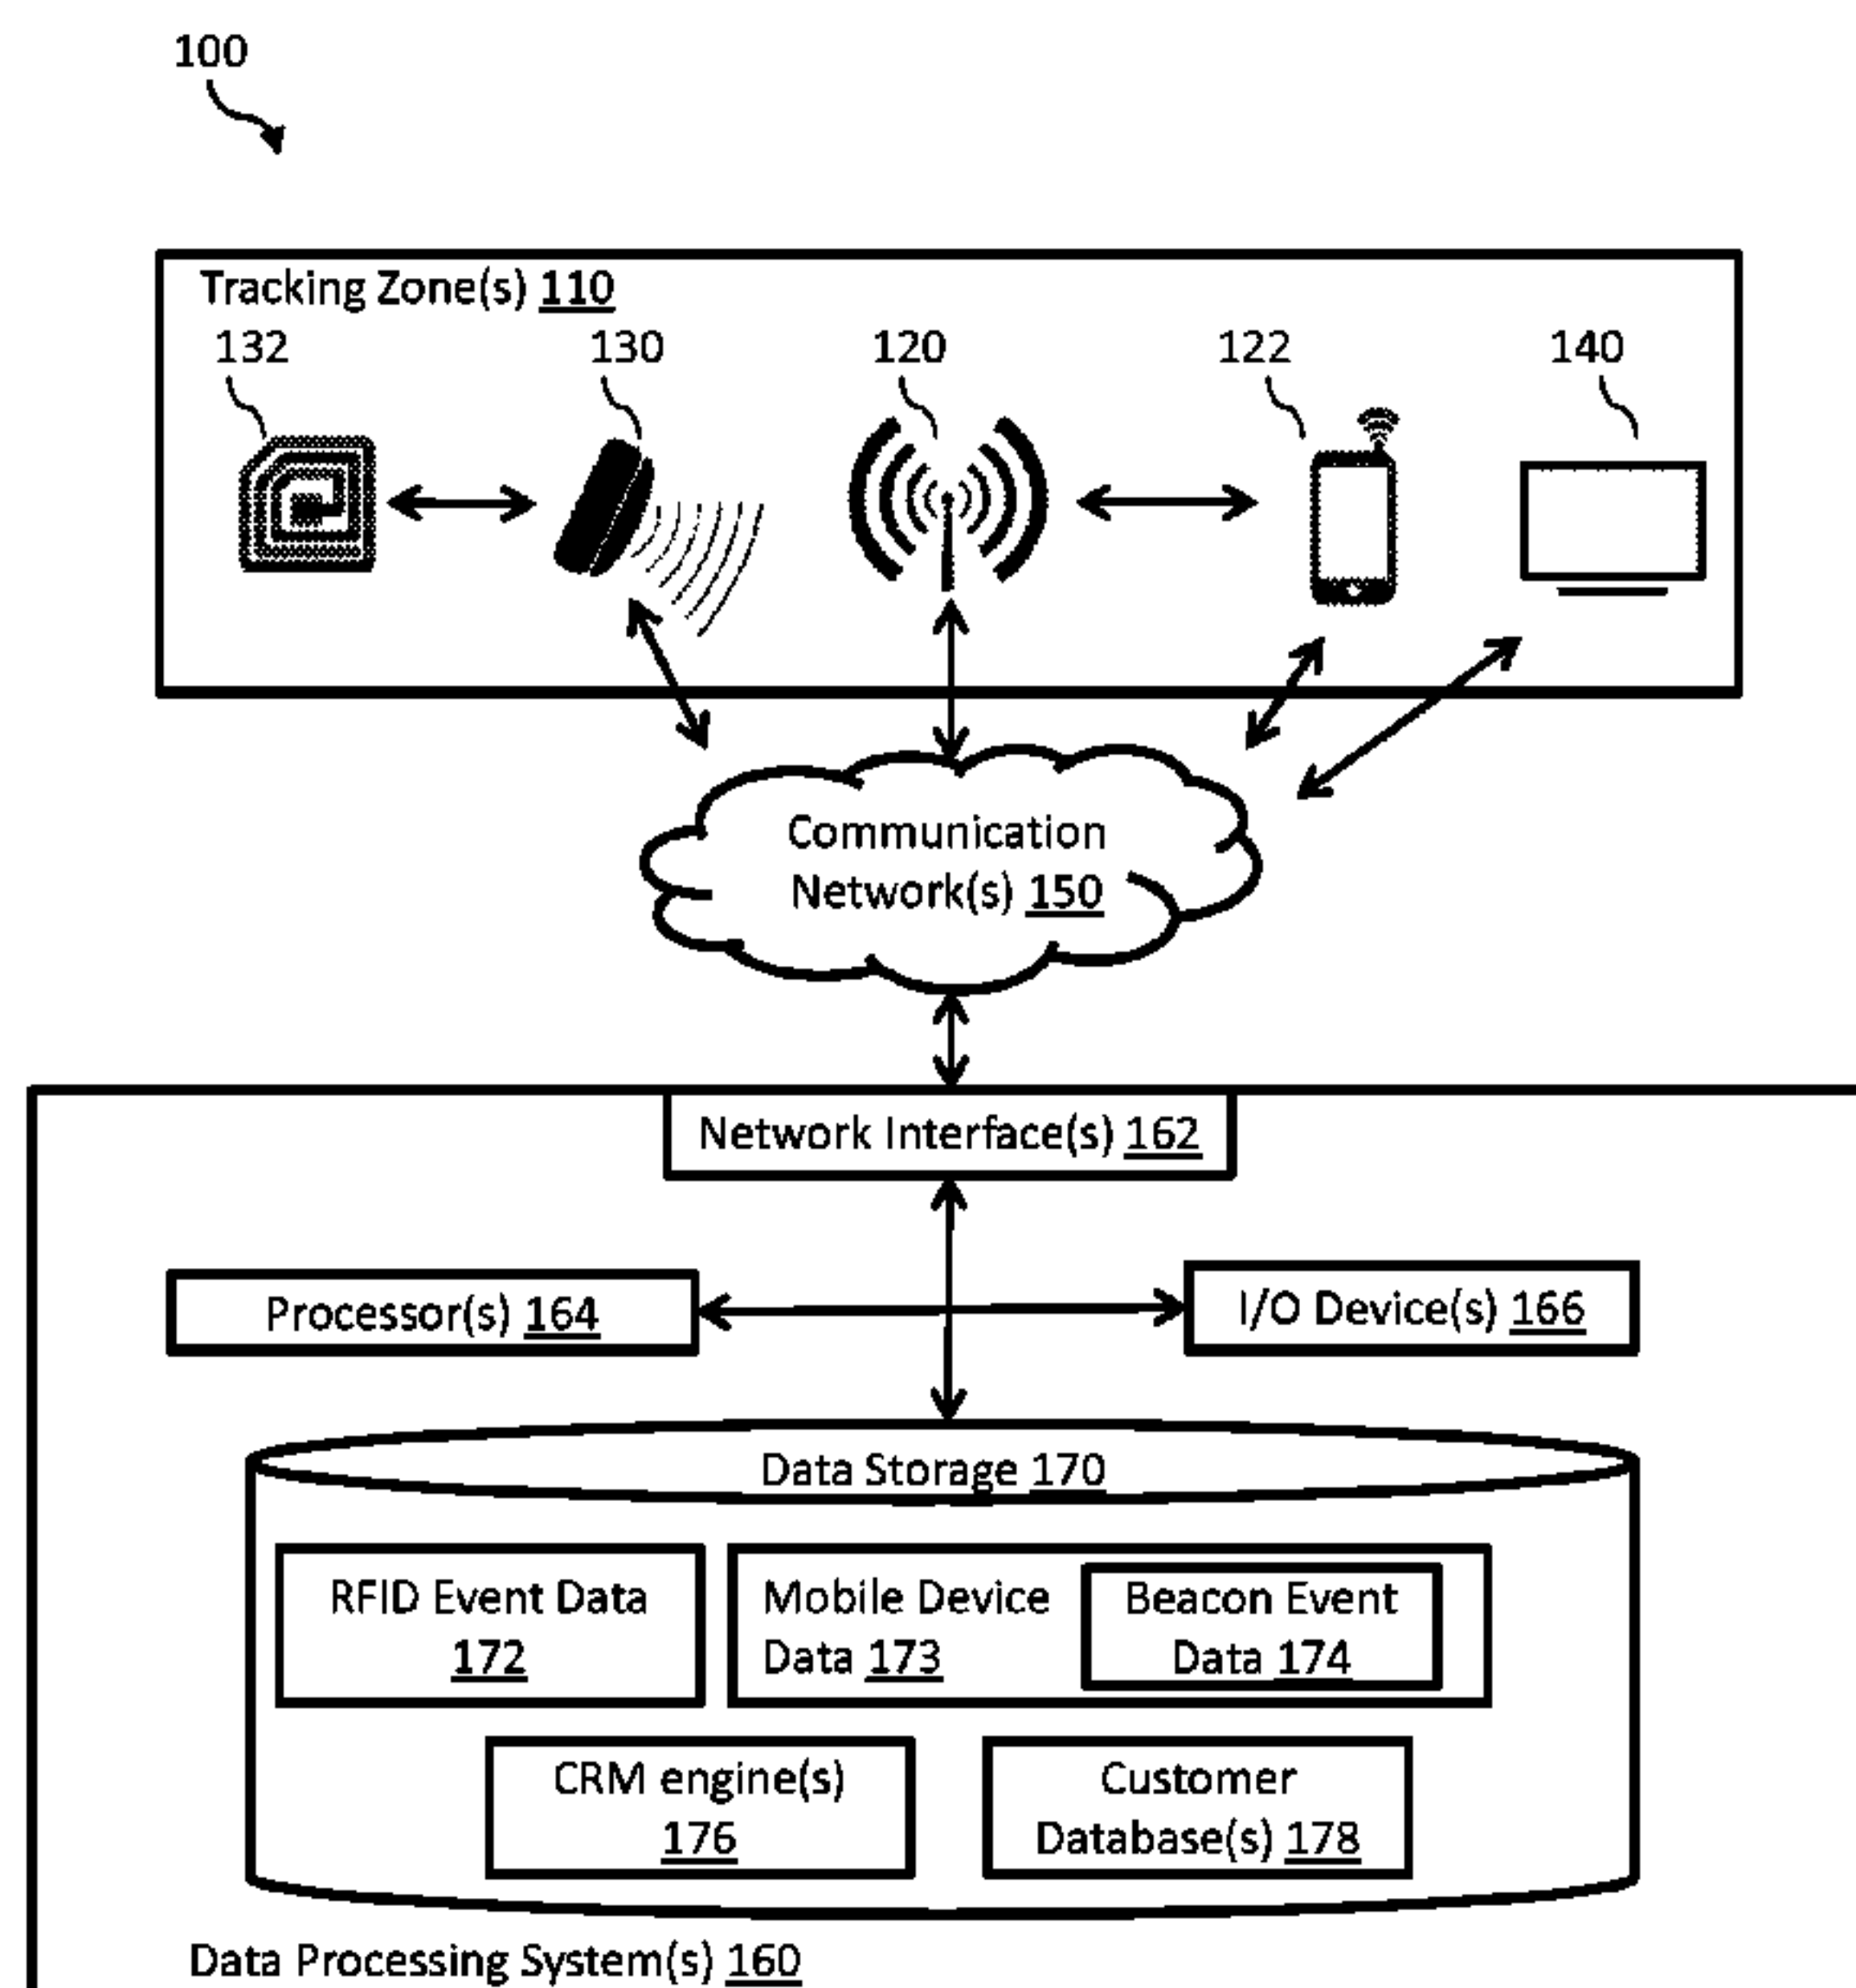 100
Tracking Zone(s) 110
132
130
120
122
140
Communication
Network(s) 150
Network Interface(s) 162
Processor(s) 164
I/O Device(s) 166
Data Storage 170
RFID Event Data
172
Mobile Device
Data 173
Beacon Event
Data 174
CRM engine(s)
176
Customer
Database(s) 178
Data Processing System(s) 160